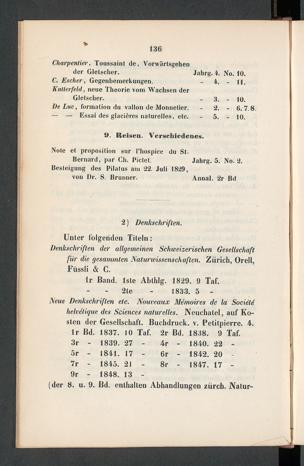 136
Charpentier, Toussaint de, Vorwärtsgehen
der Gletscher. Jahrg. 4. No. 10.
C. Escher, Gegenbemerkungen. - 4. - 11.
Kutterfeld, neue Theorie vom Wachsen der
Gletscher. - 3. - 10.
De Luc, formation du vallon de Monnetier. - 2. - 6. 7. 8.
— — Essai des glacières naturelles, etc. - 5. - 10.
9. Reisen. Verschiedenes.
Note et proposition sur l'hospice du St.
Bernard, par Ch. Pictet. Jahrg. 5. No. 2.
Besteigung des Pilatus am 22. Juli 1829,
von Dr. S. Brunner. Annal. 2r Bd
2) Denkschriften.
Unter folgenden Titeln:
Denkschriften der allgemeinen Schweizerischen Gesellschaft
für die gesammten Naturwissenschaften. Zürich, Orell,
Füssli & C.
1r Band. 1ste Abthlg. 1829. 9 Taf.
- - 2te - 1833. 5 -
Neue Denkschriften etc. Nouveaux Mémoires de la Société
helvétique des Sciences naturelles. Neuchatel, auf Ko-
sten der Gesellschaft. Buchdruck. v. Petitpierre. 4.
1r Bd. 1837. 10 Taf. 2r Bd. 1838. 9 Taf.
3r - 1839. 27 - 4r - 1840. 22 -
5r - 1841. 17 - 6r - 1842. 20 -
7r - 1845. 21 - 8r - 1847. 17 -
9r - 1848. 13 -
(der 8. u. 9. Bd. enthalten Abhandlungen zürch. Natur-